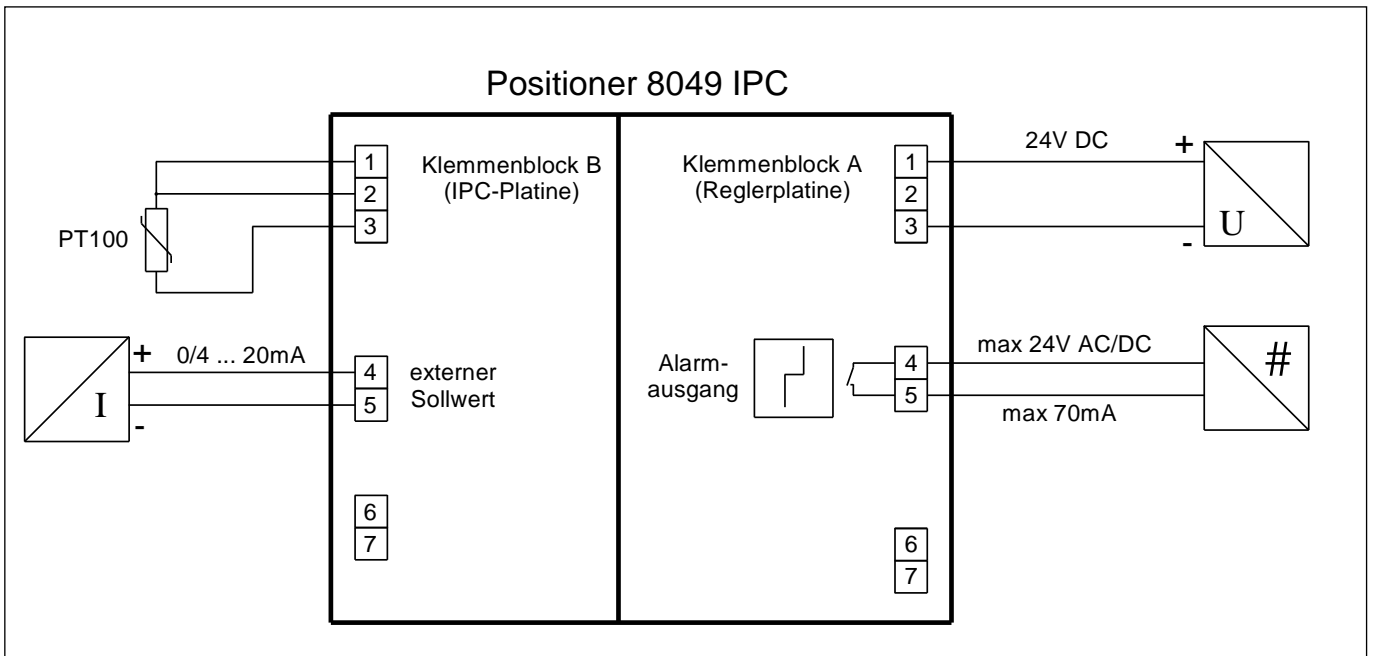 Positioner 8049 IPC
1
2
3
Klemmenblock B
(IPC-Platine)
PT100
+
0/4 ... 20mA
I
-
4
5
externer
Sollwert
6
7
Klemmenblock A
(Reglerplatine)
1
2
3
24V DC
+
U
-
Alarm-
ausgang
4
5
max 24V AC/DC
max 70mA
#
6
7